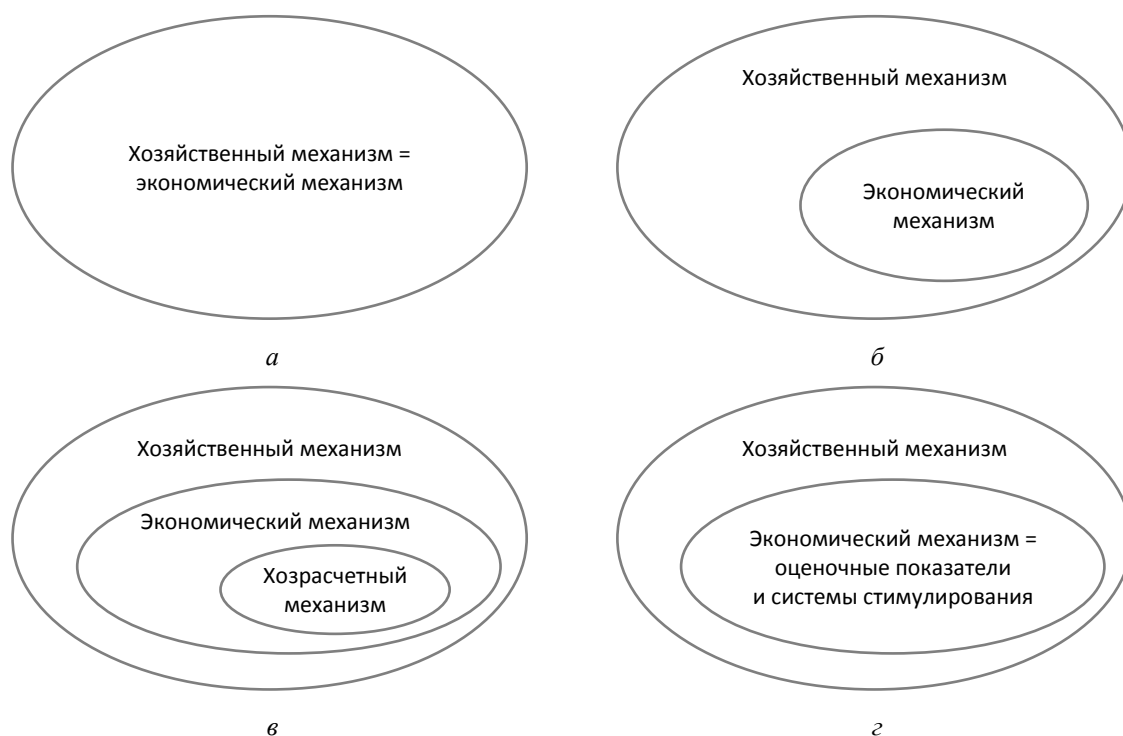 Хозяйственный механизм =
экономический механизм
а
Хозяйственный механизм
Экономический
механизм
б
Хозяйственный механизм
Экономический механизм
Хозрасчетный
механизм
в
Хозяйственный механизм
Экономический механизм =
оценочные показатели
и системы стимулирования
г